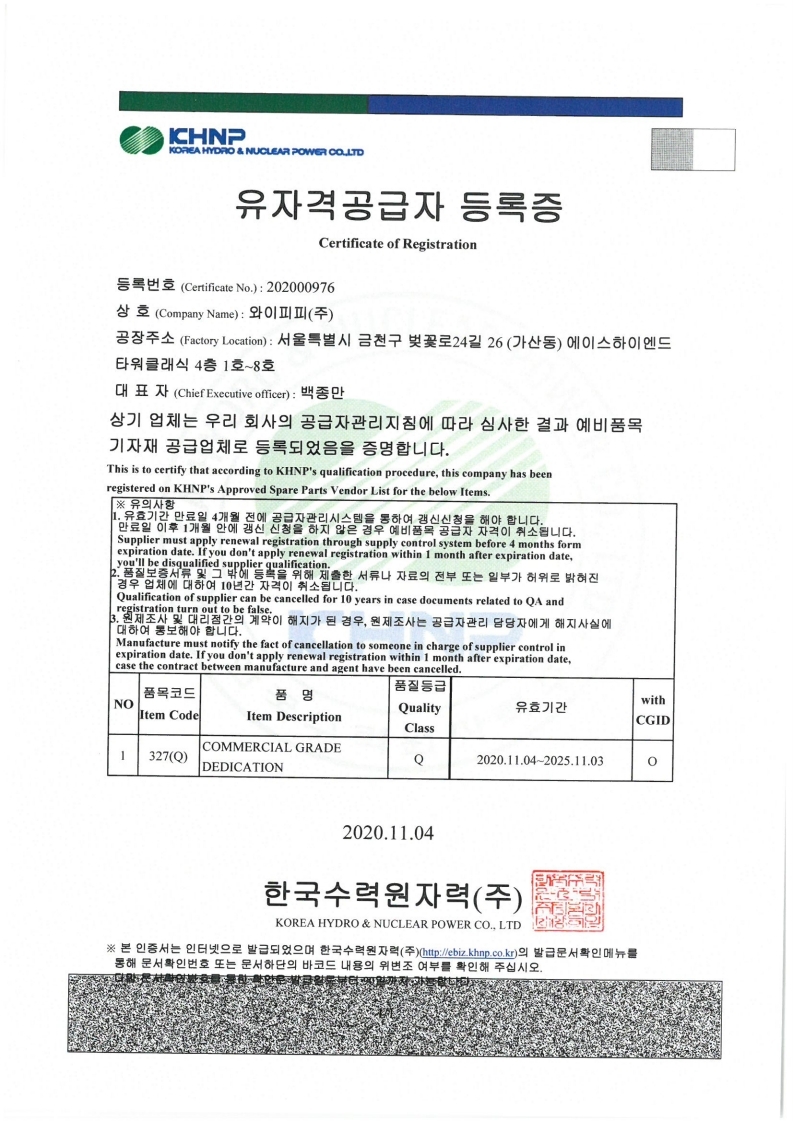 KHNP
KOREA HYDRO & NUCLEAR POWER CO.,LTD
유자격공급자 등록증
Certificate of Registration
등록번호 (Certificate No.) : 202000976
상 호 (Company Name) : 와이피피(주)
공장주소 (Factory Location) : 서울특별시 금천구 벚꽃로24길 26 (가산동) 에이스하이엔드
타워클래식 4층 1호~8호
대 표 자 (Chief Executive officer) : 백종만
상기 업체는 우리 회사의 공급자관리지침에 따라 심사한 결과 예비품목
기자재 공급업체로 등록되었음을 증명합니다.
This is to certify that according to KHNP's qualification procedure, this company has been
registered on KHNP's Approved Spare Parts Vendor List for the below Items.
※ 유의사항
1. 유효기간 만료일 4개월 전에 공급자관리시스템을 통하여 갱신신청을 해야 합니다.
만료일 이후 1개월 안에 갱신 신청을 하지 않은 경우 예비품목 공급자 자격이 취소됩니다.
Supplier must apply renewal registration through supply control system before 4 months form
expiration date. If you don't apply renewal registration within 1 month after expiration date,
you'll be disqualified supplier qualification.
2. 품질보증서류 및 그 밖에 등록을 위해 제출한 서류나 자료의 전부 또는 일부가 허위로 밝혀진
경우 업체에 대하여 10년간 자격이 취소됩니다.
Qualification of supplier can be cancelled for 10 years in case documents related to QA and
registration turn out to be false.
3. 원제조사 및 대리점간의 계약이 해지가 된 경우, 원제조사는 공급자관리 담당자에게 해지사실에
대하여 통보해야 합니다.
Manufacture must notify the fact of cancellation to someone in charge of supplier control in
expiration date. If you don't apply renewal registration within 1 month after expiration date,
case the contract between manufacture and agent have been cancelled.
NO 품목코드 Item Code 품 명 Item Description 품질등급 Quality Class 유효기간 with CGID
1 327(Q) COMMERCIAL GRADE DEDICATION Q 2020.11.04~2025.11.03 O
2020.11.04
한국수력원자력(주)
KOREA HYDRO & NUCLEAR POWER CO., LTD
※ 본 인증서는 인터넷으로 발급되었으며 한국수력원자력(주)(http://ebiz.khnp.co.kr)의 발급문서확인메뉴를
통해 문서확인번호 또는 문서하단의 바코드 내용의 위변조 여부를 확인해 주십시오.